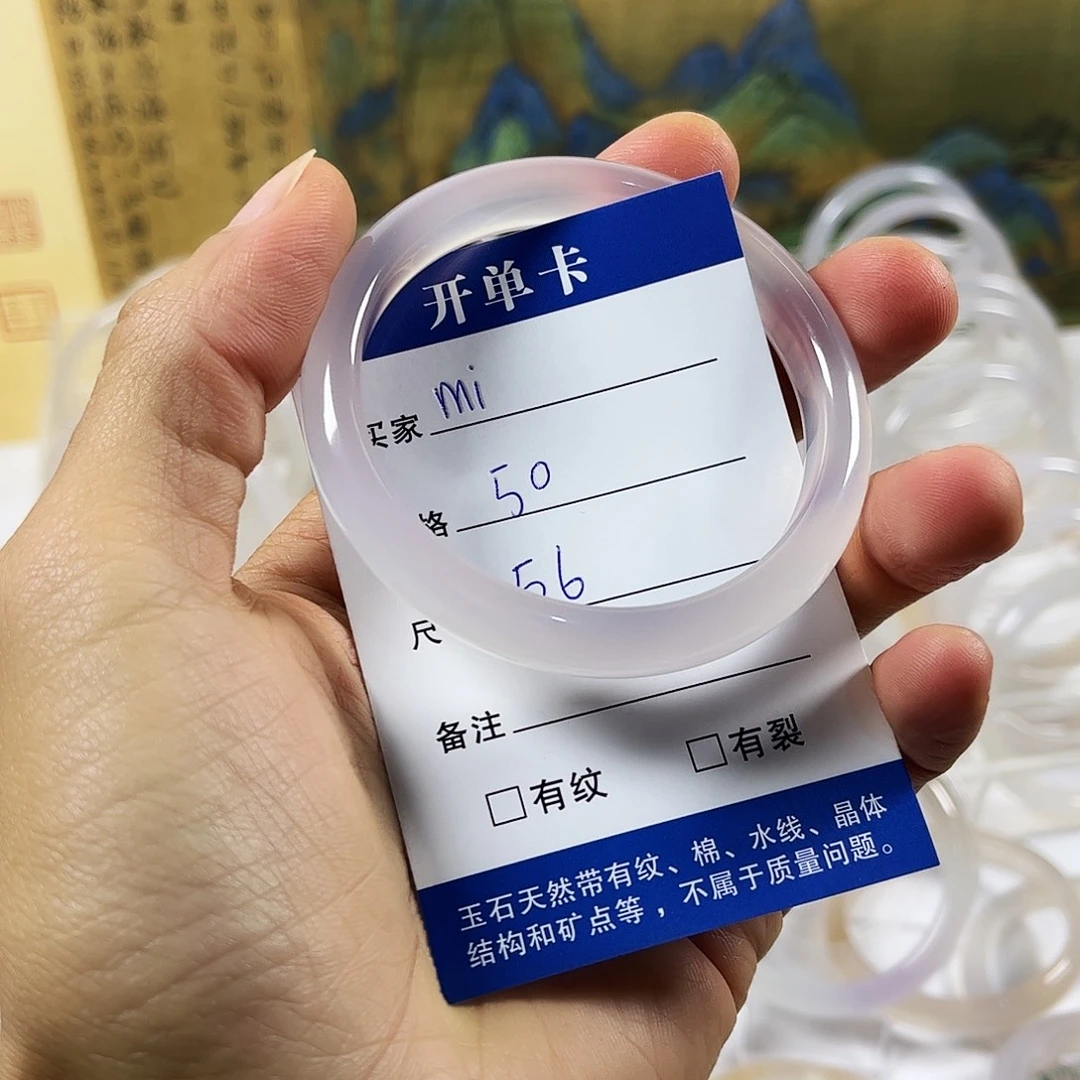 开单卡
买家 mi
格 50
尺 56
备注
□有纹 □有裂
玉石天然带有纹、棉、水线、晶体
结构和矿点等，不属于质量问题。